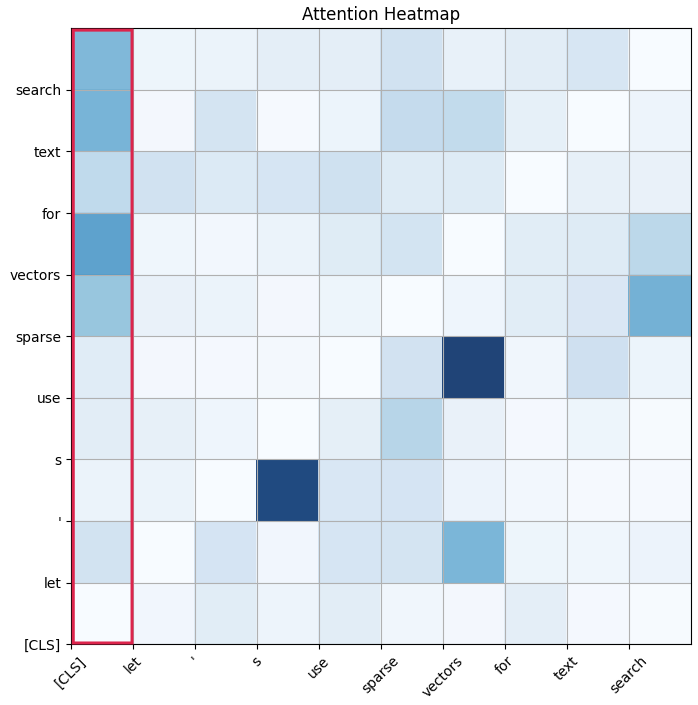 Attention Heatmap
search
text
for
vectors
sparse
use
s
'
let
[CLS]
[CLS]
let
'
s
use
sparse
vectors
for
text
search